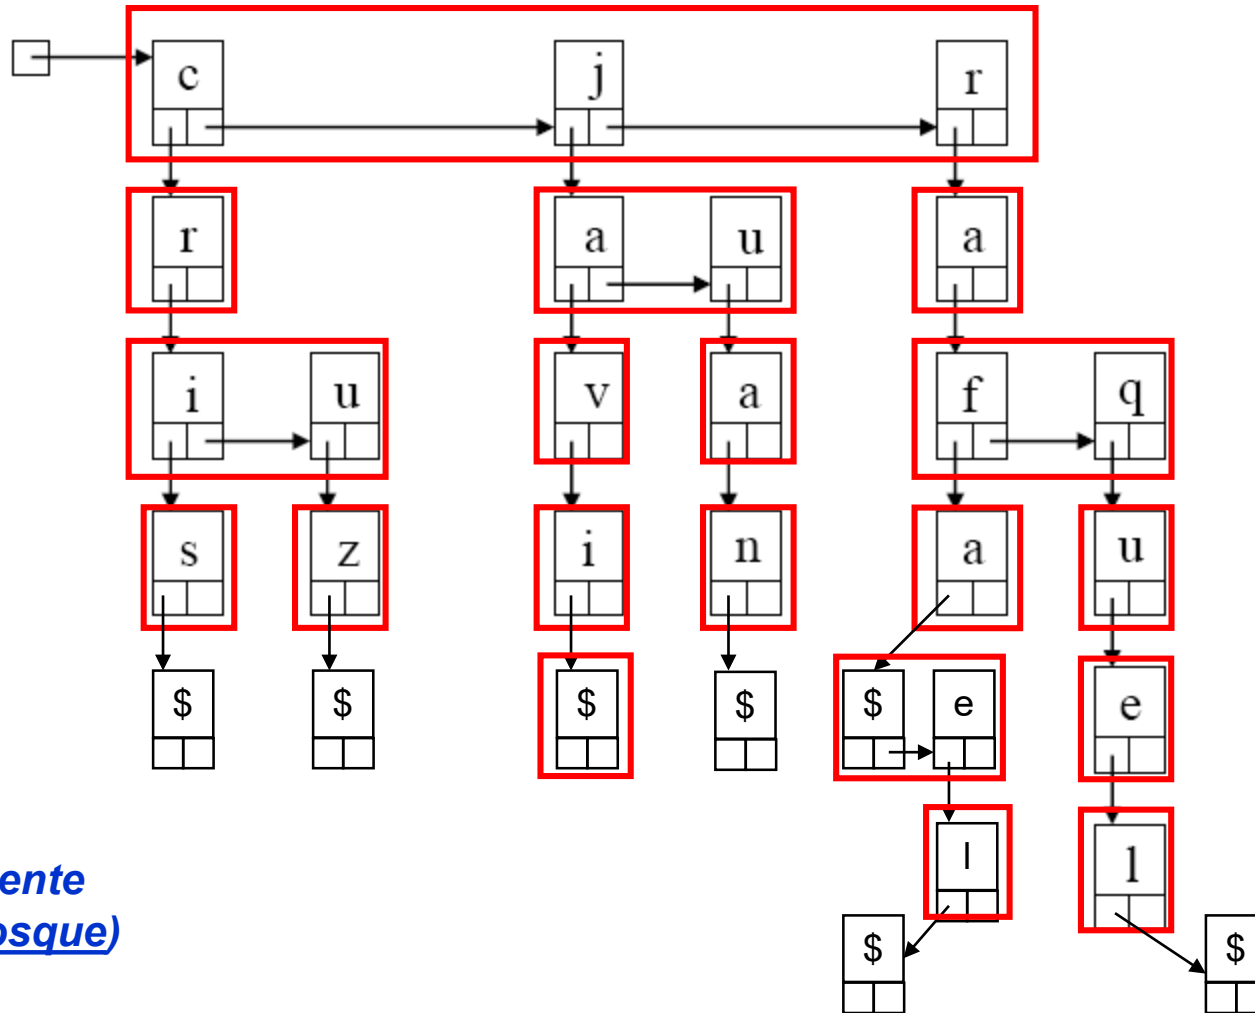 c j r
r a u a
i u v a f q
s z i n a u
$ $ $ $ $ e e
l l
ente
osque)
$ $